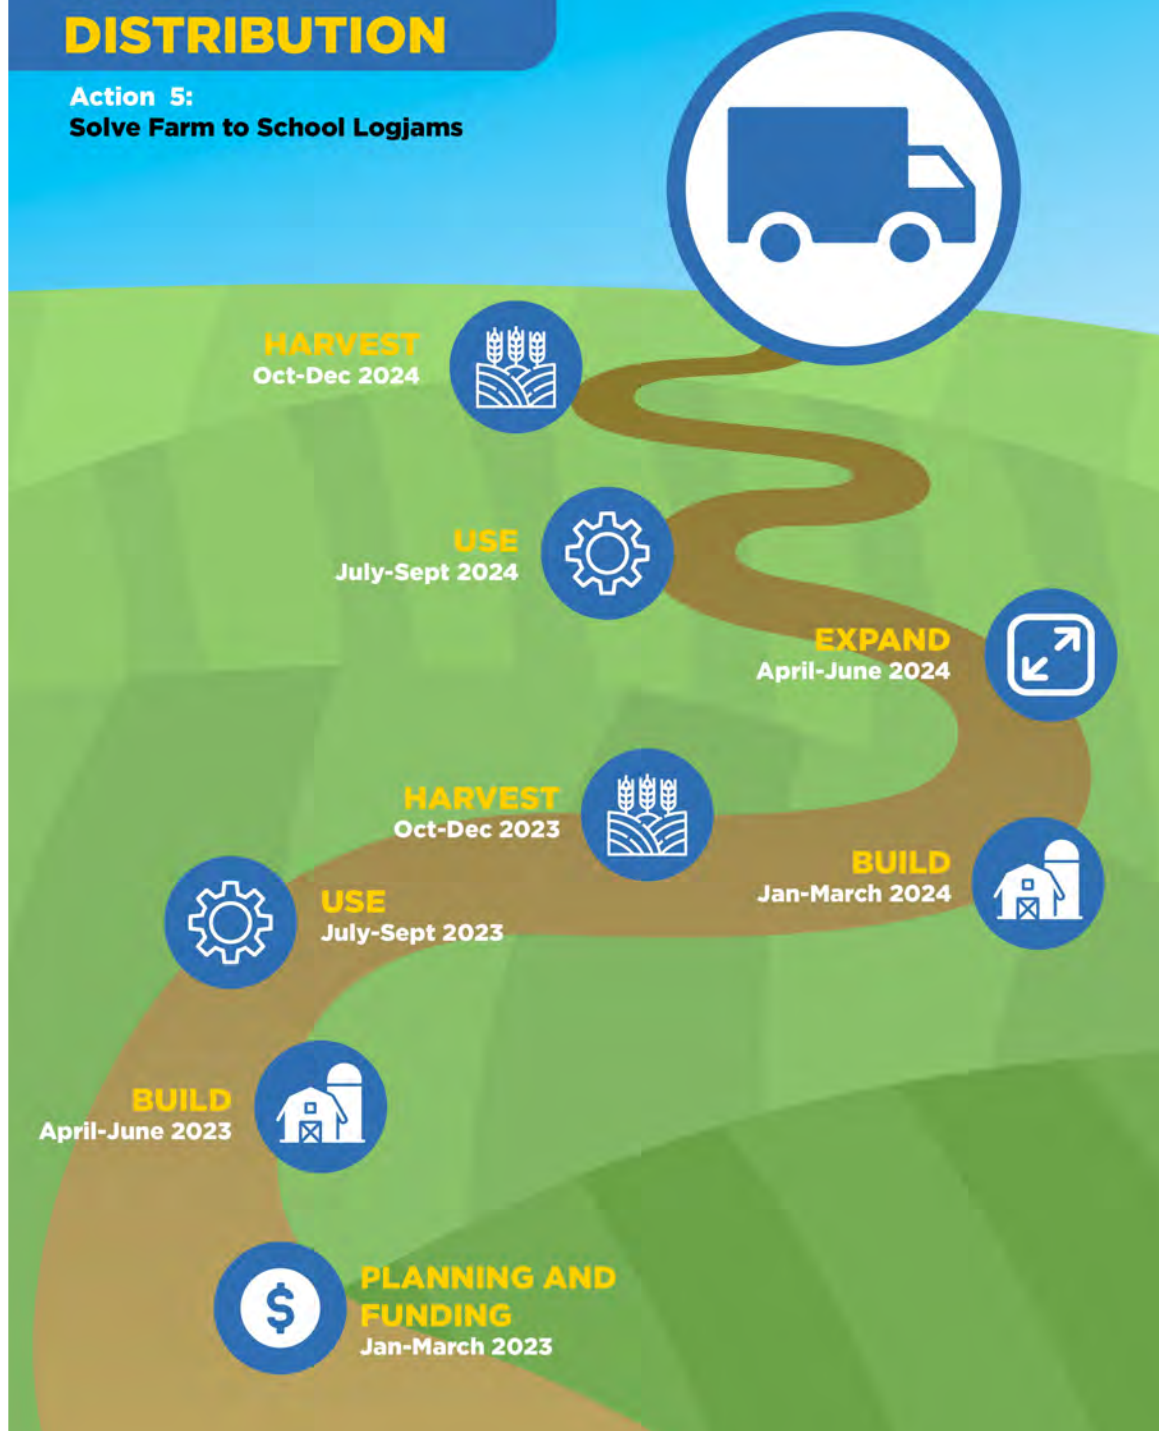 DISTRIBUTION
Action 5:
Solve Farm to School Logjams
HARVEST
Oct-Dec 2024
USE
July-Sept 2024
EXPAND
April-June 2024
HARVEST
Oct-Dec 2023
BUILD
Jan-March 2024
USE
July-Sept 2023
BUILD
April-June 2023
$
PLANNING AND
FUNDING
Jan-March 2023